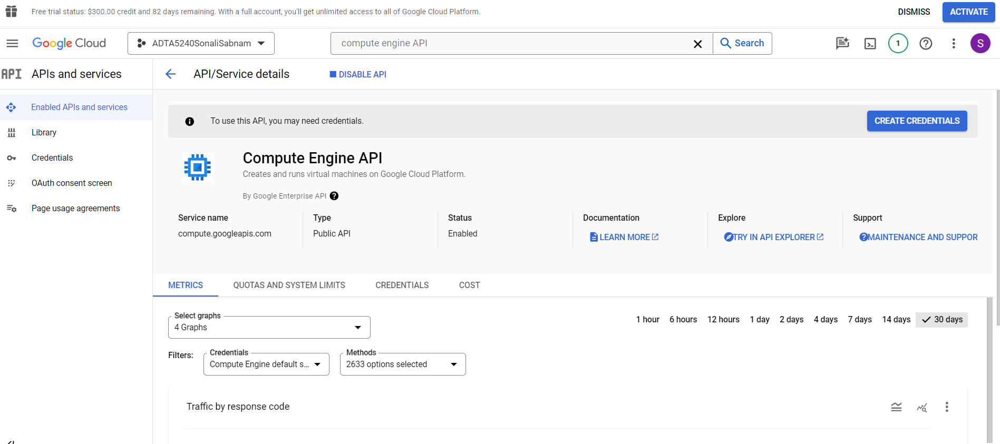 Free trial status: $300.00 credit and 82 days remaining. With a full account, you'll get unlimited access to all of Google Cloud Platform.
DISMISS
ACTIVATE
Google Cloud
ADTA5240SonaliSabnam
compute engine API
Search
1
S
API
APIs and services
API/Service details
DISABLE API
Enabled APIs and services
Library
Credentials
OAuth consent screen
Page usage agreements
To use this API, you may need credentials.
CREATE CREDENTIALS
Compute Engine API
Creates and runs virtual machines on Google Cloud Platform.
By Google Enterprise API
Service name
compute.googleapis.com
Type
Public API
Status
Enabled
Documentation
LEARN MORE
Explore
TRY IN API EXPLORER
Support
MAINTENANCE AND SUPPOR
METRICS
QUOTAS AND SYSTEM LIMITS
CREDENTIALS
COST
Select graphs
4 Graphs
1 hour
6 hours
12 hours
1 day
2 days
4 days
7 days
14 days
30 days
Filters:
Credentials
Compute Engine default s...
Methods
2633 options selected
Traffic by response code